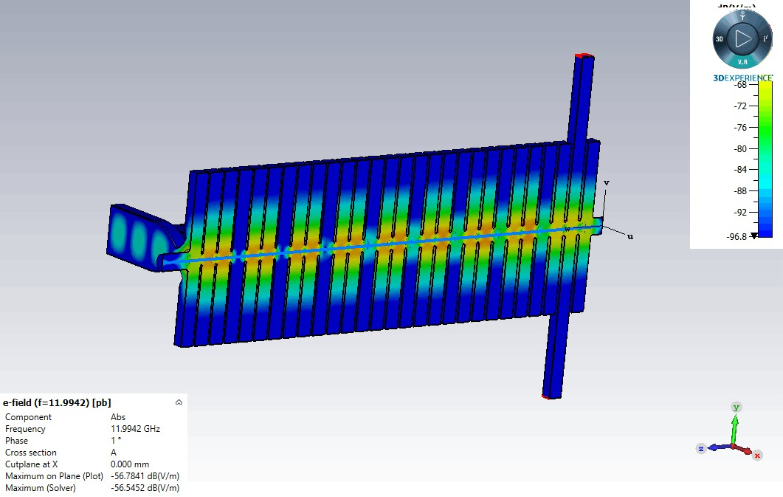 dB(V/m)
3D
V.R
3DEXPERIENCE
-68
-72
-76
-80
-84
-88
-92
-96.8
v
u
e-field (f=11.9942) [pb]
Component Abs
Frequency 11.9942 GHz
Phase 1 °
Cross section A
Cutplane at X 0.000 mm
Maximum on Plane (Plot) -56.7841 dB(V/m)
Maximum (Solver) -56.5452 dB(V/m)
y
z
x